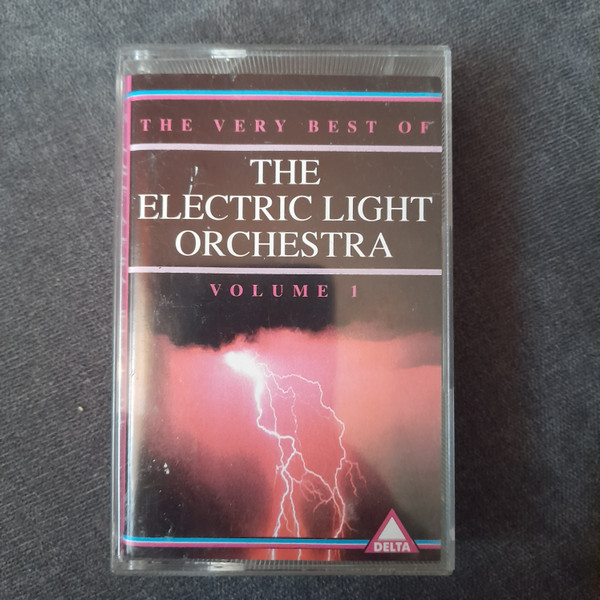 THE VERY BEST OF
THE
ELECTRIC LIGHT
ORCHESTRA
VOLUME 1
DELTA